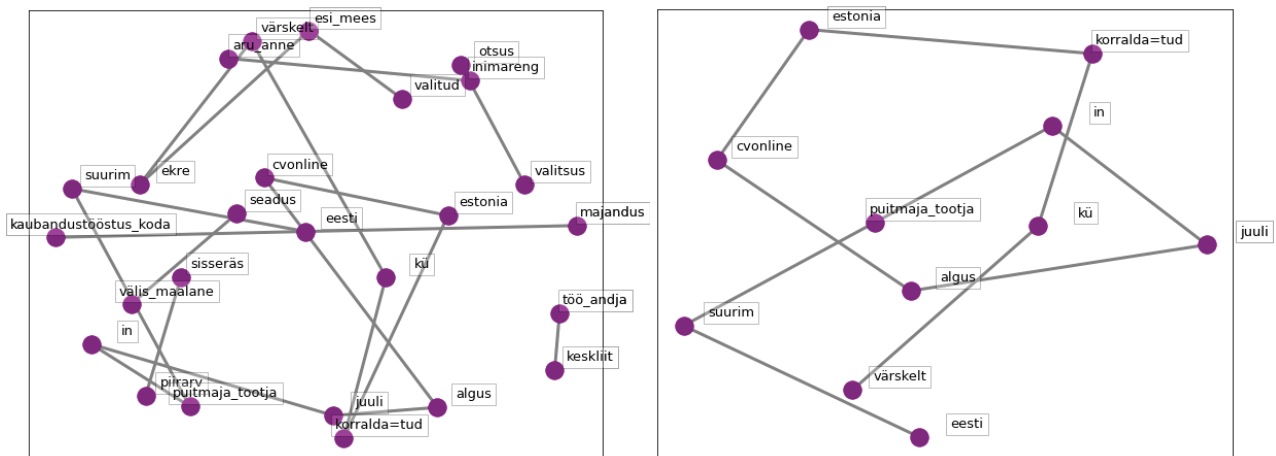 esi_mees
värskelt
aru_anne
otsus
inimareng
valitud
suurim
ekre
cvonline
valitsus
seadus
estonia
kaubandustööstus_koda
eesti
majandus
sisseräs
kü
välis_maalane
töö_andja
in
keskliit
piirarv
puitmaja_tootja
juuli
algus
korralda=tud
estonia
korralda=tud
in
cvonline
puitmaja_tootja
kü
juuli
algus
suurim
värskelt
eesti